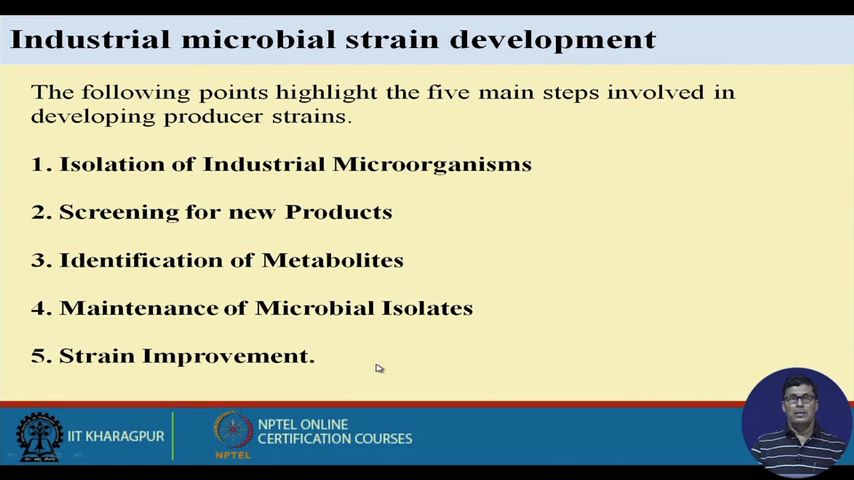 Industrial microbial strain development
The following points highlight the five main steps involved in
developing producer strains.
1. Isolation of Industrial Microorganisms
2. Screening for new Products
3. Identification of Metabolites
4. Maintenance of Microbial Isolates
5. Strain Improvement.
IIT KHARAGPUR
NPTEL
NPTEL ONLINE
CERTIFICATION COURSES